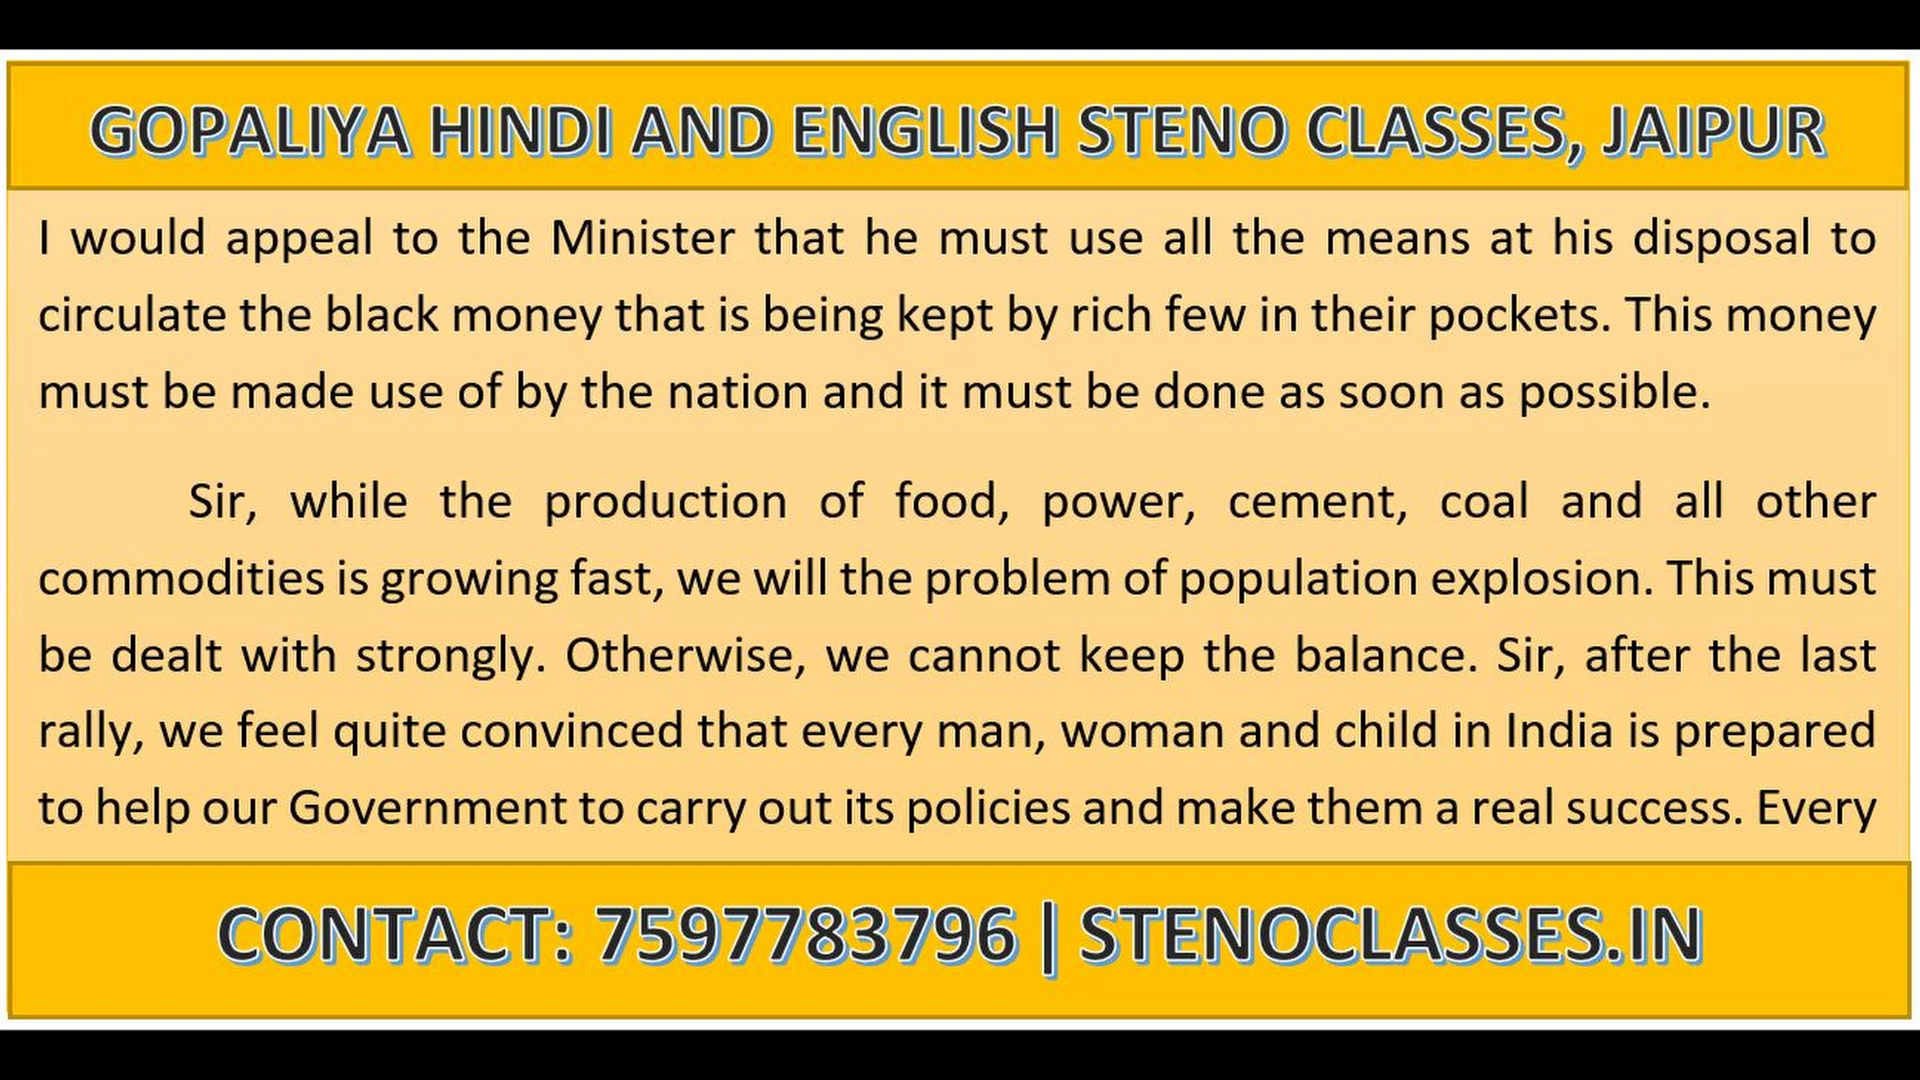 GOPALIYA HINDI AND ENGLISH STENO CLASSES, JAIPUR
I would appeal to the Minister that he must use all the means at his disposal to
circulate the black money that is being kept by rich few in their pockets. This money
must be made use of by the nation and it must be done as soon as possible.
Sir, while the production of food, power, cement, coal and all other
commodities is growing fast, we will the problem of population explosion. This must
be dealt with strongly. Otherwise, we cannot keep the balance. Sir, after the last
rally, we feel quite convinced that every man, woman and child in India is prepared
to help our Government to carry out its policies and make them a real success. Every
CONTACT: 7597783796 | STENOCLASSES.IN